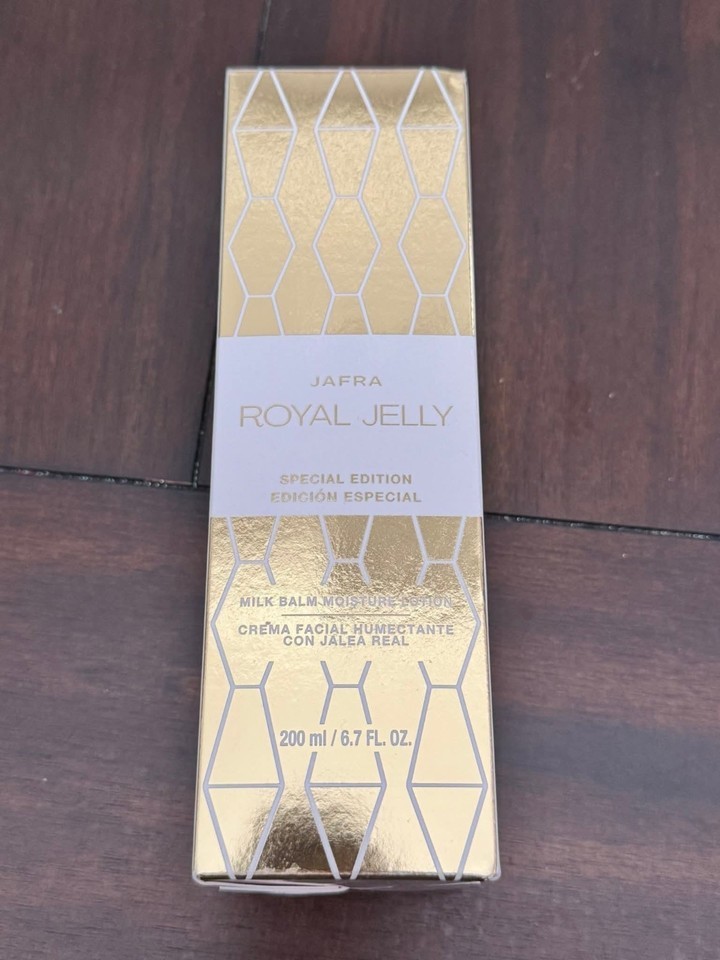 JAFRA
ROYAL JELLY
SPECIAL EDITION
EDICIÓN ESPECIAL
MILK BALM MOISTURE LOTION
CREMA FACIAL HUMECTANTE
CON JALEA REAL
200 ml / 6.7 FL. OZ.